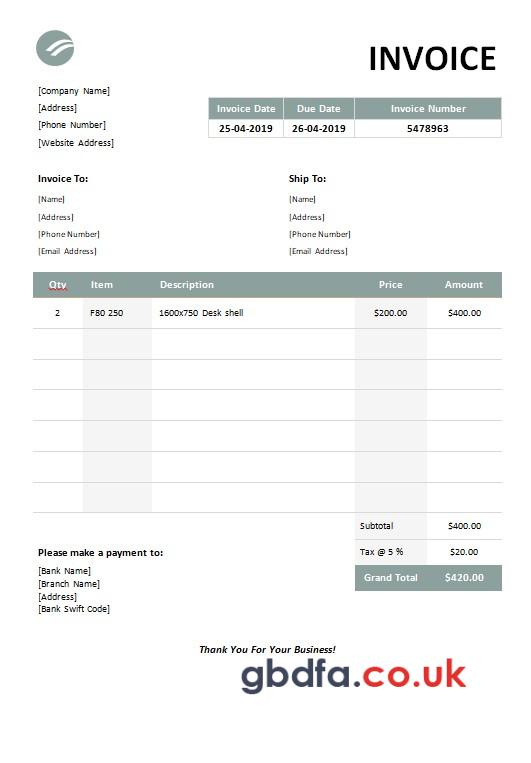 INVOICE
[Company Name]
[Address]
[Phone Number]
[Website Address]
Invoice Date Due Date Invoice Number
25-04-2019 26-04-2019 5478963
Invoice To: Ship To:
[Name] [Name]
[Address] [Address]
[Phone Number] [Phone Number]
[Email Address] [Email Address]
Qty Item Description Price Amount
2 F80 250 1600x750 Desk shell $200.00 $400.00
Subtotal $400.00
Tax @ 5 % $20.00
Grand Total $420.00
Please make a payment to:
[Bank Name]
[Branch Name]
[Address]
[Bank Swift Code]
Thank You For Your Business!
gbdfa.co.uk